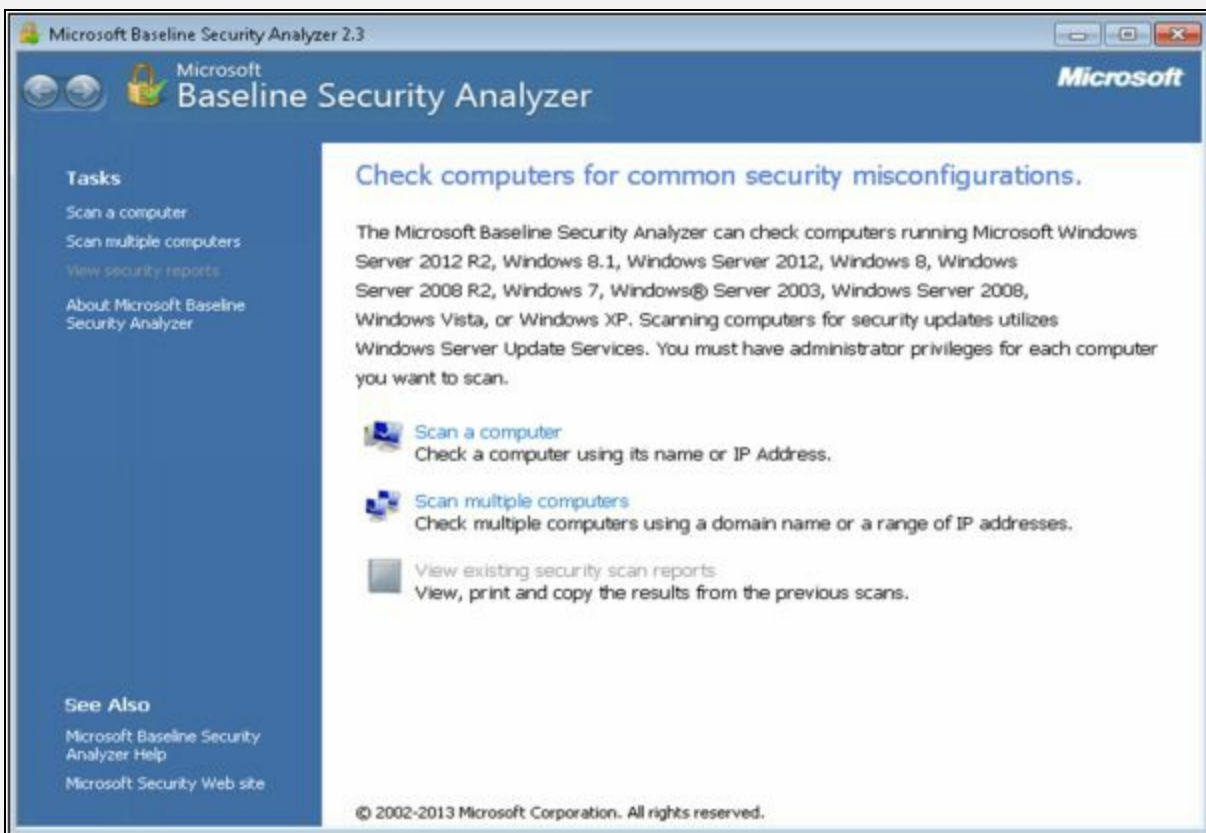 Microsoft Baseline Security Analyzer 2.3
Microsoft
Baseline Security Analyzer
Microsoft
Tasks
Scan a computer
Scan multiple computers
View security reports
About Microsoft Baseline
Security Analyzer
Check computers for common security misconfigurations.
The Microsoft Baseline Security Analyzer can check computers running Microsoft Windows
Server 2012 R2, Windows 8.1, Windows Server 2012, Windows 8, Windows
Server 2008 R2, Windows 7, Windows® Server 2003, Windows Server 2008,
Windows Vista, or Windows XP. Scanning computers for security updates utilizes
Windows Server Update Services. You must have administrator privileges for each computer
you want to scan.
Scan a computer
Check a computer using its name or IP Address.
Scan multiple computers
Check multiple computers using a domain name or a range of IP addresses.
View existing security scan reports
View, print and copy the results from the previous scans.
See Also
Microsoft Baseline Security
Analyzer Help
Microsoft Security Web site
© 2002-2013 Microsoft Corporation. All rights reserved.